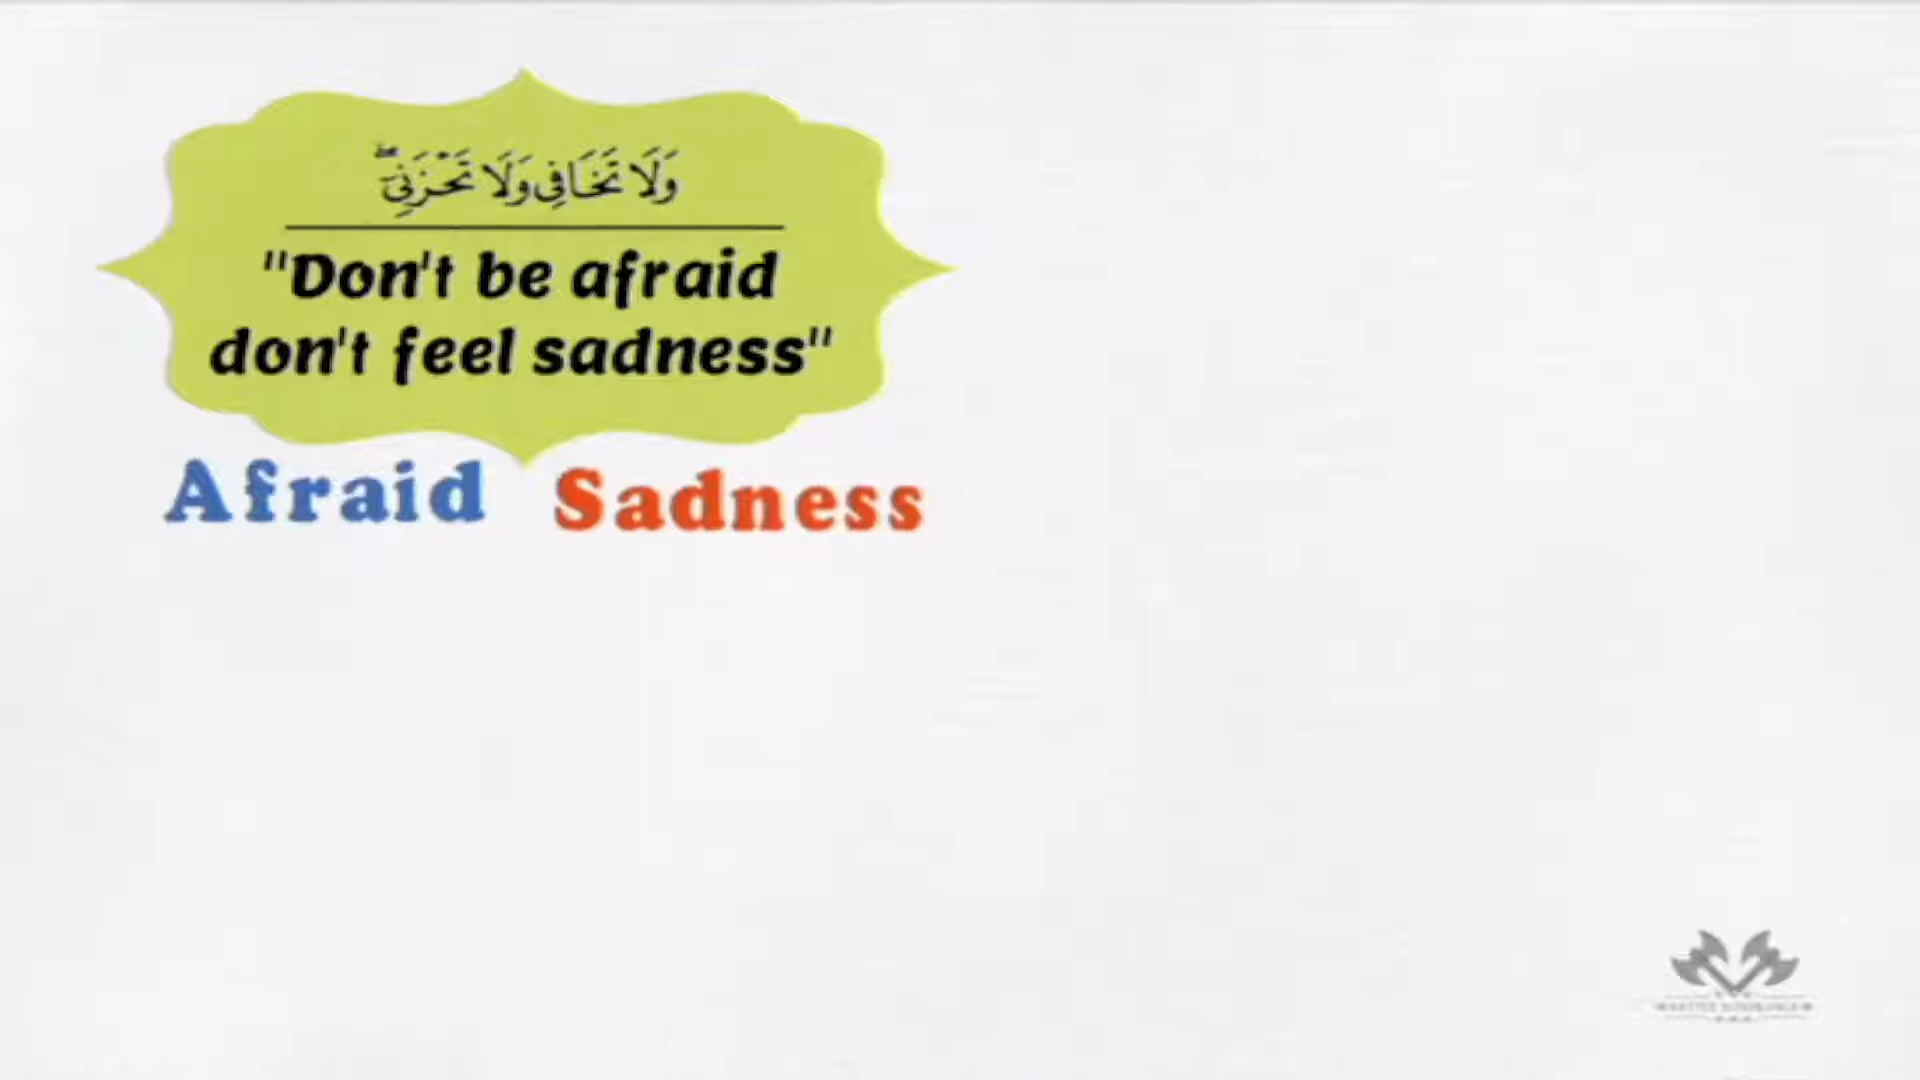 وَلَا تَخَافِى وَلَا تَحْزَنِىٓ ۖ
"Don't be afraid
don't feel sadness"
Afraid Sadness